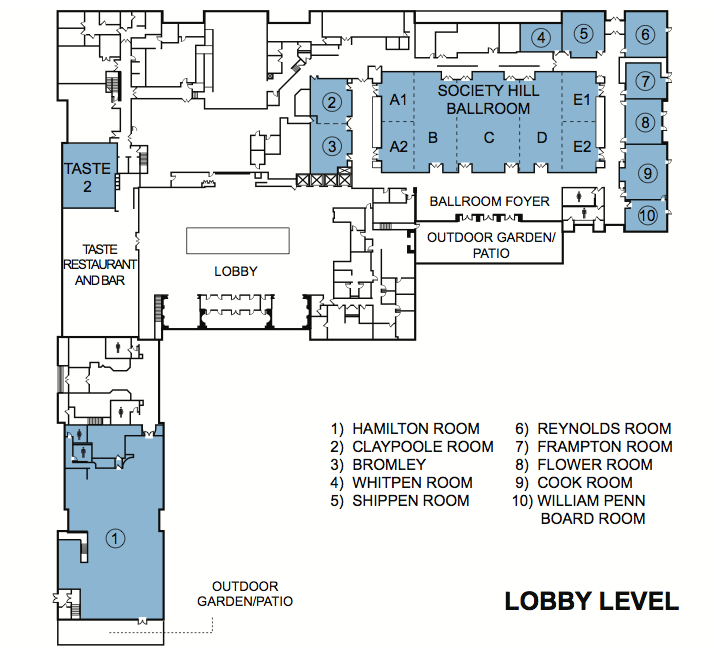 4
5
6
7
8
9
10
2
3
SOCIETY HILL
BALLROOM
A1
A2
B
C
D
E1
E2
TASTE
2
BALLROOM FOYER
OUTDOOR GARDEN/
PATIO
TASTE
RESTAURANT
AND BAR
LOBBY
1) HAMILTON ROOM
2) CLAYPOOLE ROOM
3) BROMLEY
4) WHITPEN ROOM
5) SHIPPEN ROOM
6) REYNOLDS ROOM
7) FRAMPTON ROOM
8) FLOWER ROOM
9) COOK ROOM
10) WILLIAM PENN
BOARD ROOM
1
OUTDOOR
GARDEN/PATIO
LOBBY LEVEL